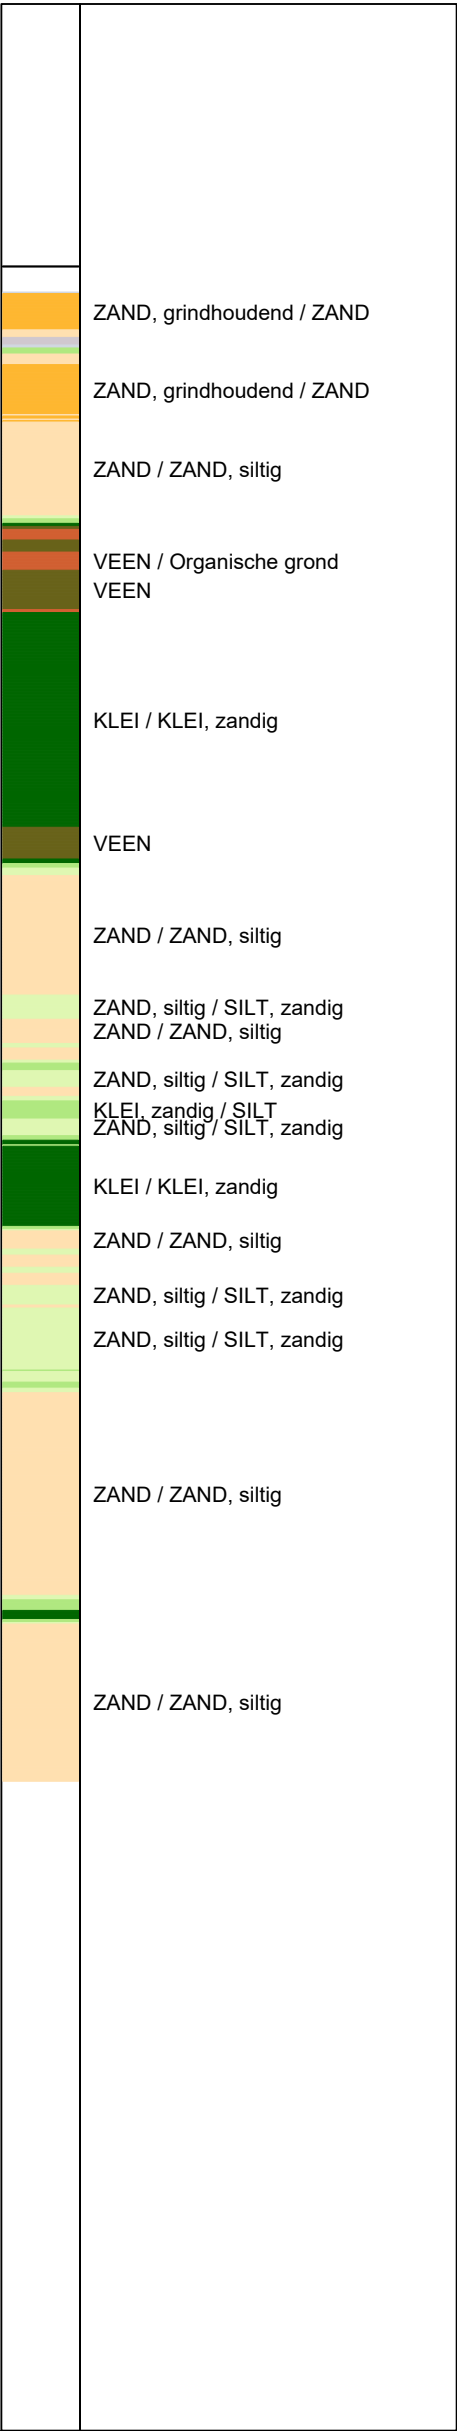 ZAND, grindhoudend / ZAND
ZAND, grindhoudend / ZAND
ZAND / ZAND, siltig
VEEN / Organische grond
VEEN
KLEI / KLEI, zandig
VEEN
ZAND / ZAND, siltig
ZAND, siltig / SILT, zandig
ZAND / ZAND, siltig
ZAND, siltig / SILT, zandig
KLEI, zandig / SILT
ZAND, siltig / SILT, zandig
KLEI / KLEI, zandig
ZAND / ZAND, siltig
ZAND, siltig / SILT, zandig
ZAND, siltig / SILT, zandig
ZAND / ZAND, siltig
ZAND / ZAND, siltig